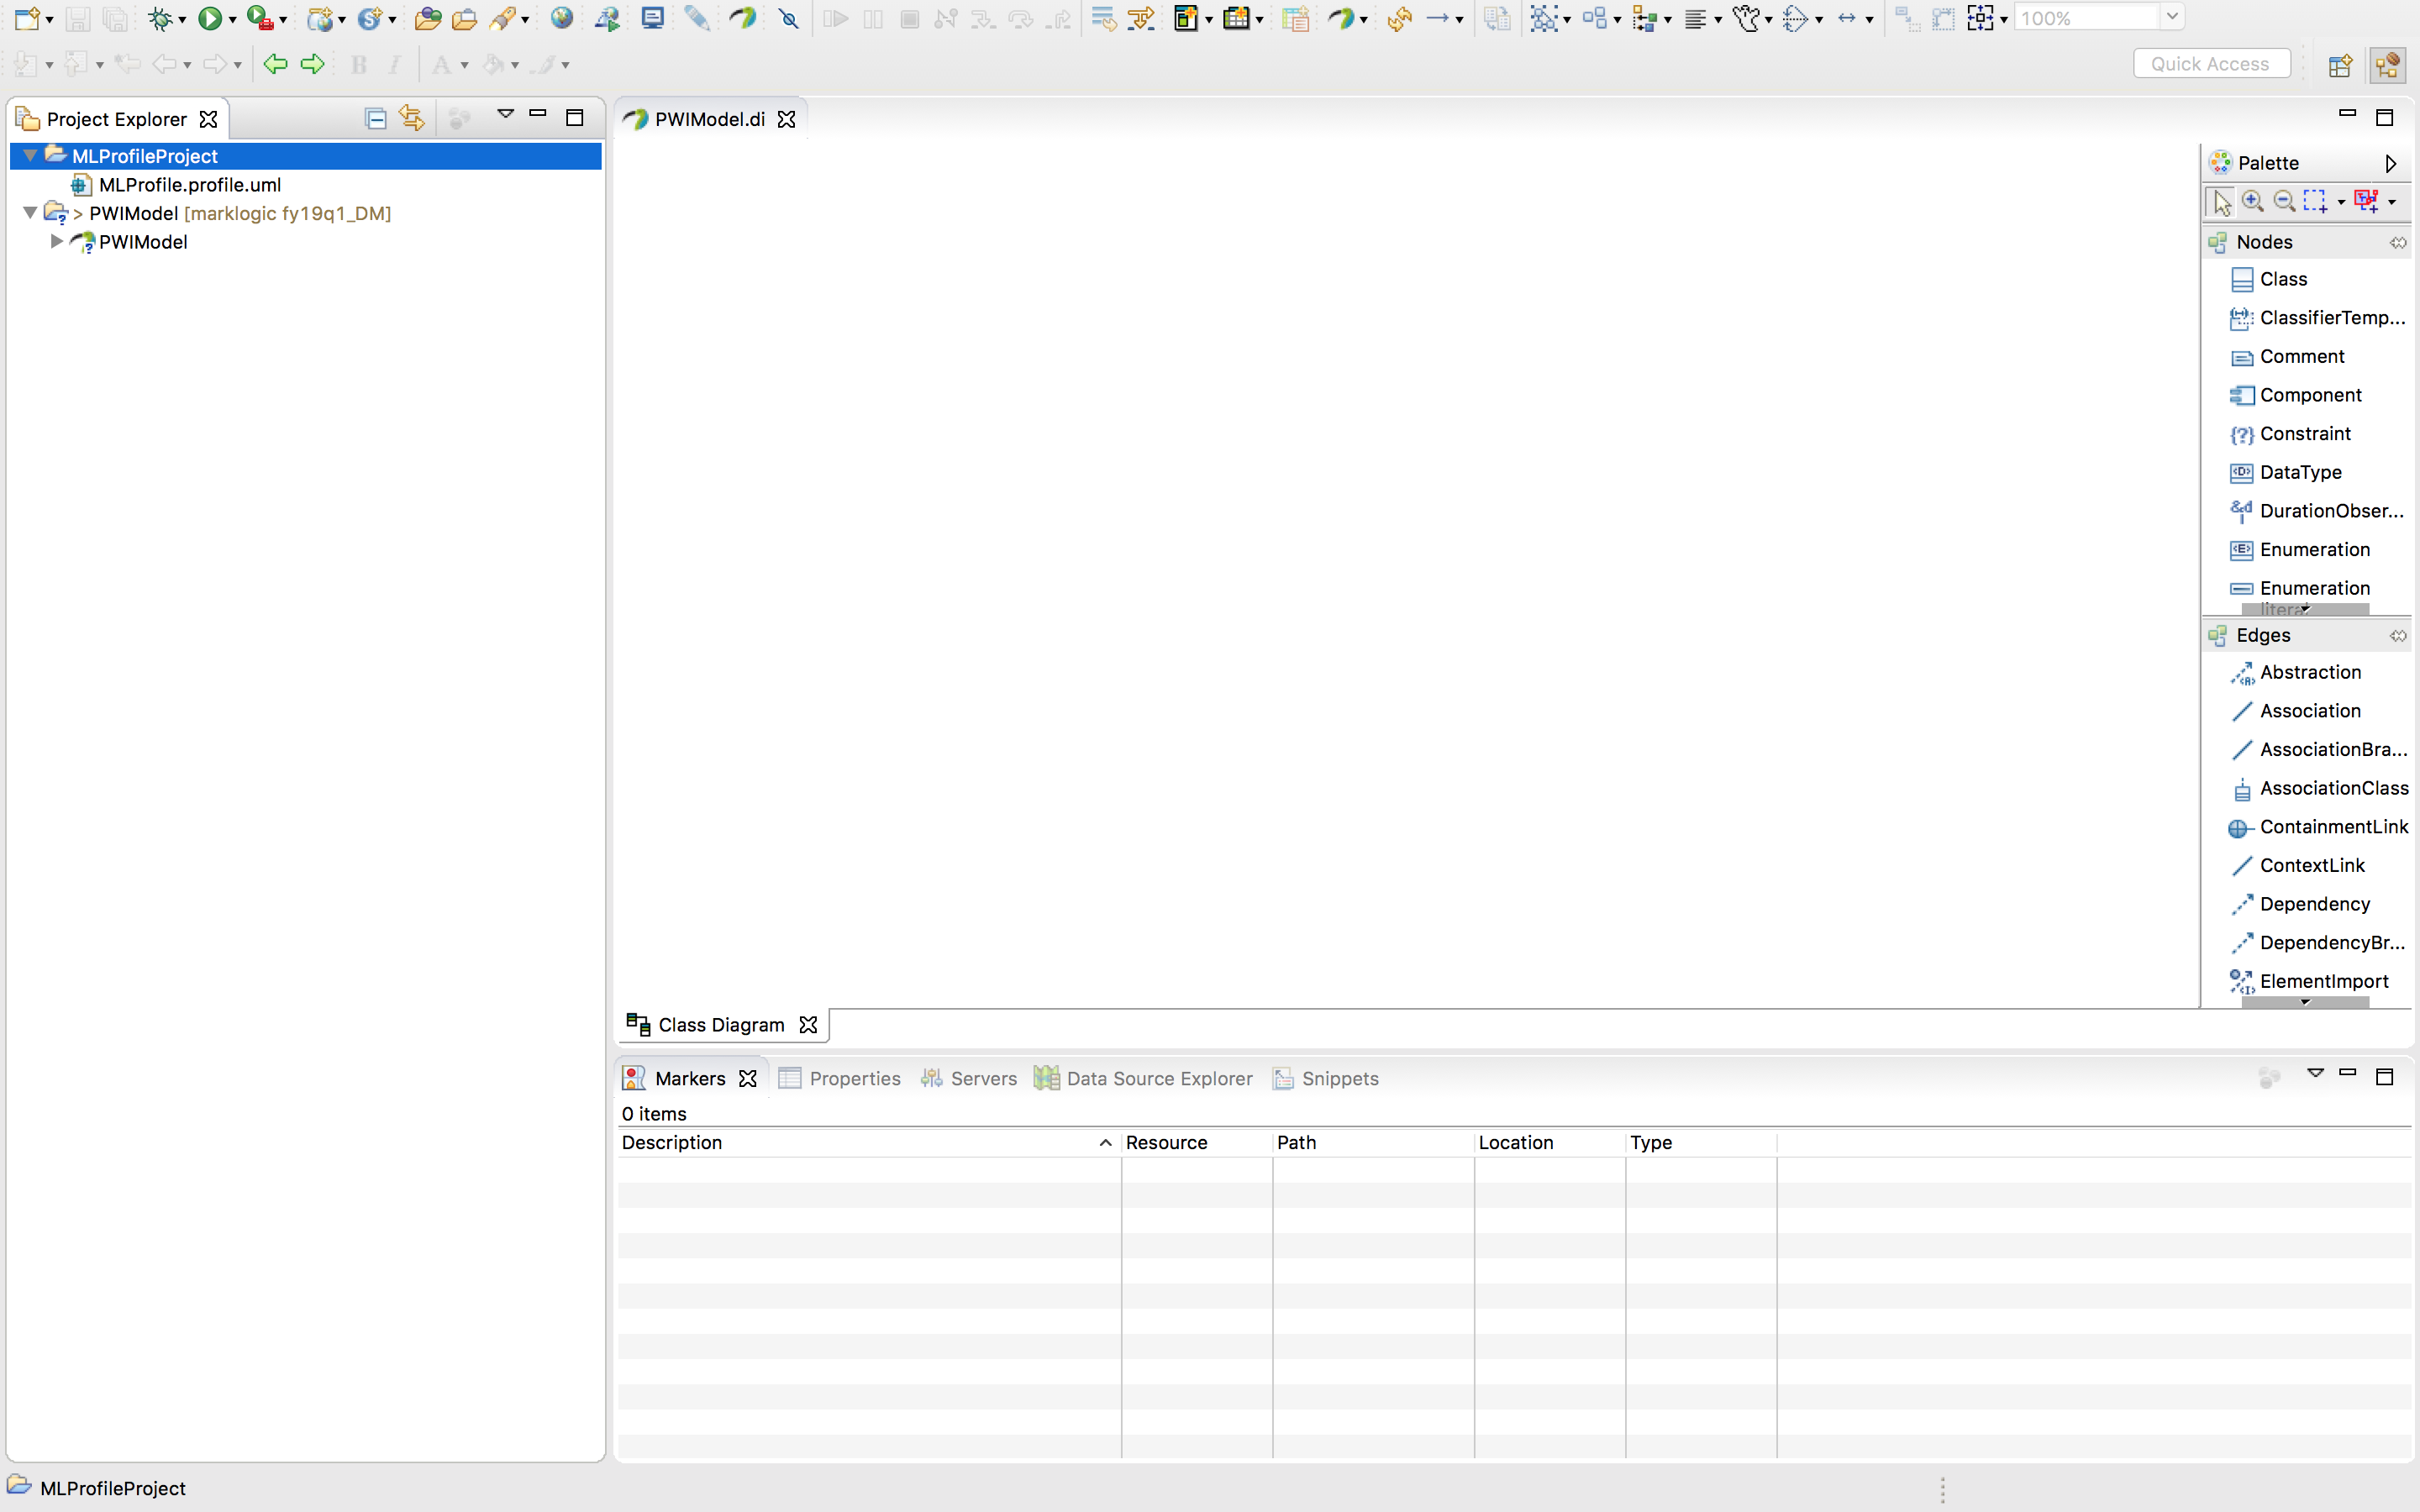 100%
B I A
Quick Access
Project Explorer
MLProfileProject
MLProfile.profile.uml
> PWIModel [marklogic fy19q1_DM]
PWIModel
PWIModel.di
Palette
Nodes
Class
ClassifierTemp...
Comment
Component
Constraint
DataType
DurationObser...
Enumeration
Enumeration
Edges
Abstraction
Association
AssociationBra...
AssociationClass
ContainmentLink
ContextLink
Dependency
DependencyBr...
ElementImport
Class Diagram
Markers Properties Servers Data Source Explorer Snippets
0 items
Description Resource Path Location Type
MLProfileProject